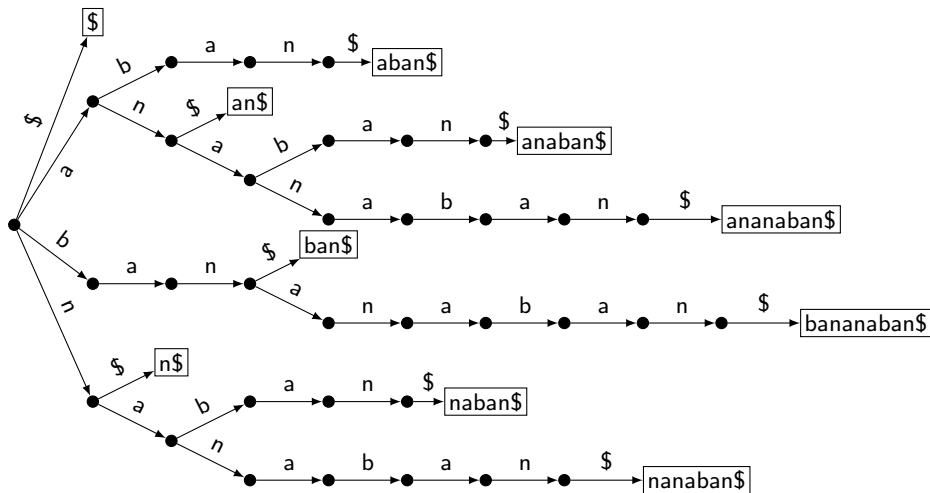 $
a n $
b a aban$
n $ an$
$ a b a n $ anaban$
a n a b a n $ ananaban$
b a n $ ban$
a n a b a n $ bananaban$
n $ n$
a b a n $ naban$
n a b a n $ nanaban$